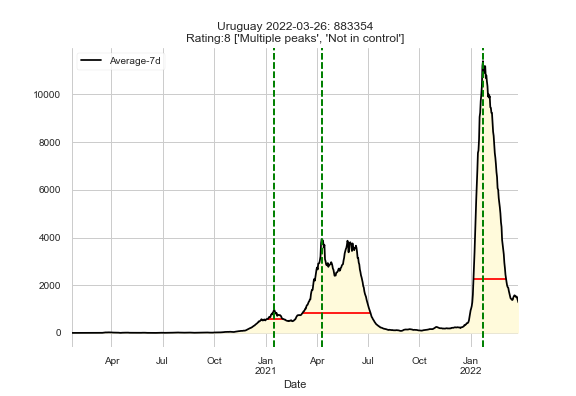 Uruguay 2022-03-26: 883354
Rating:8 ['Multiple peaks', 'Not in control']
Average-7d
10000
8000
6000
4000
2000
0
Apr
Jul
Oct
Jan
2021
Apr
Jul
Oct
Jan
2022
Date